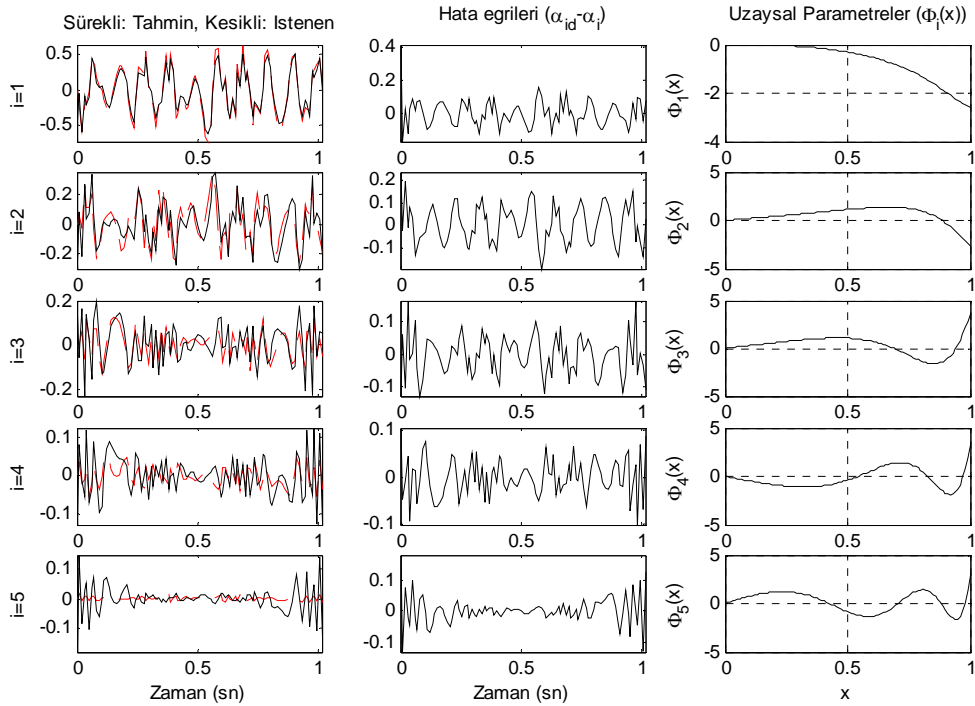 Sürekli: Tahmin, Kesikli: Istenen
Hata egrileri (α_id-α_i)
Uzaysal Parametreler (Φ_i(x))
i=1
0.5
0
-0.5
0 0.5 1
0.4
0.2
0
0 0.5 1
Φ_1(x)
0
-2
-4
0 0.5 1
i=2
0.2
0
-0.2
0 0.5 1
0.1
0
-0.1
0 0.5 1
Φ_2(x)
5
0
-5
0 0.5 1
i=3
0.2
0
-0.2
0 0.5 1
0.1
0
-0.1
0 0.5 1
Φ_3(x)
5
0
-5
0 0.5 1
i=4
0.1
0
-0.1
0 0.5 1
0.1
0
-0.1
0 0.5 1
Φ_4(x)
5
0
-5
0 0.5 1
i=5
0.1
0
-0.1
0 0.5 1
Zaman (sn)
0.1
0
-0.1
0 0.5 1
Zaman (sn)
Φ_5(x)
5
0
-5
0 0.5 1
x